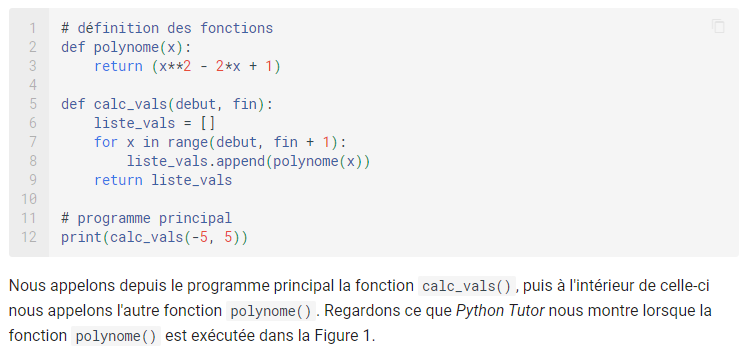 1 # définition des fonctions
2 def polynome(x):
3     return (x**2 - 2*x + 1)
4
5 def calc_vals(debut, fin):
6     liste_vals = []
7     for x in range(debut, fin + 1):
8         liste_vals.append(polynome(x))
9     return liste_vals
10
11 # programme principal
12 print(calc_vals(-5, 5))
Nous appelons depuis le programme principal la fonction calc_vals(), puis à l'intérieur de celle-ci
nous appelons l'autre fonction polynome(). Regardons ce que Python Tutor nous montre lorsque la
fonction polynome() est exécutée dans la Figure 1.